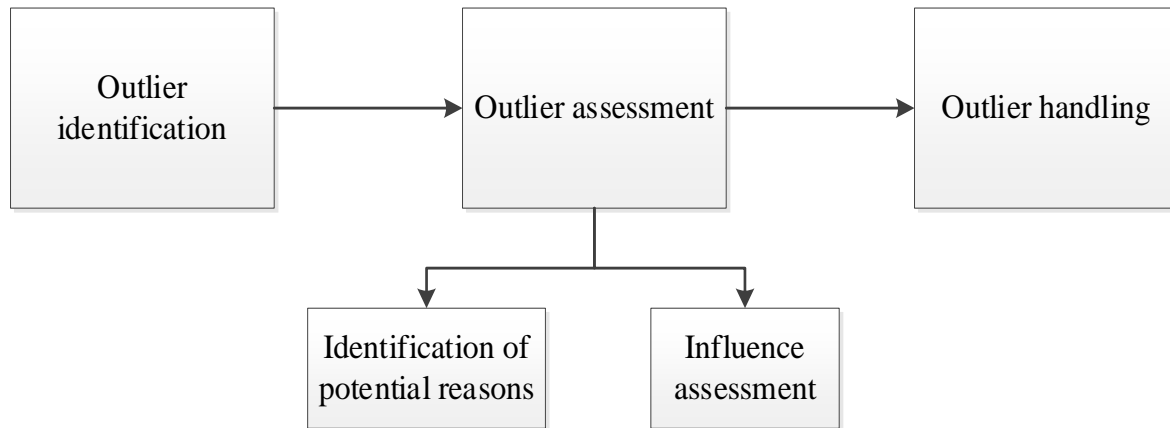 Outlier
identification
Outlier assessment
Outlier handling
Identification of
potential reasons
Influence
assessment